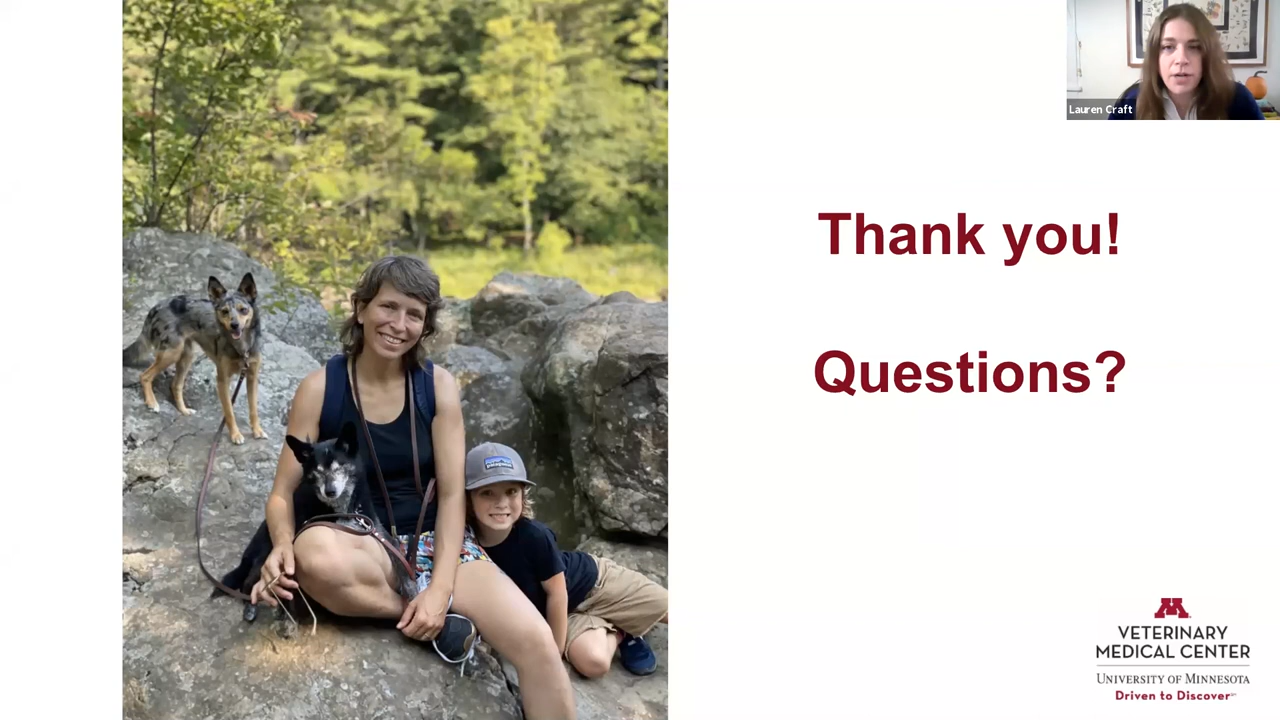 Lauren Craft
Thank you!
Questions?
VETERINARY
MEDICAL CENTER
UNIVERSITY OF MINNESOTA
Driven to Discover